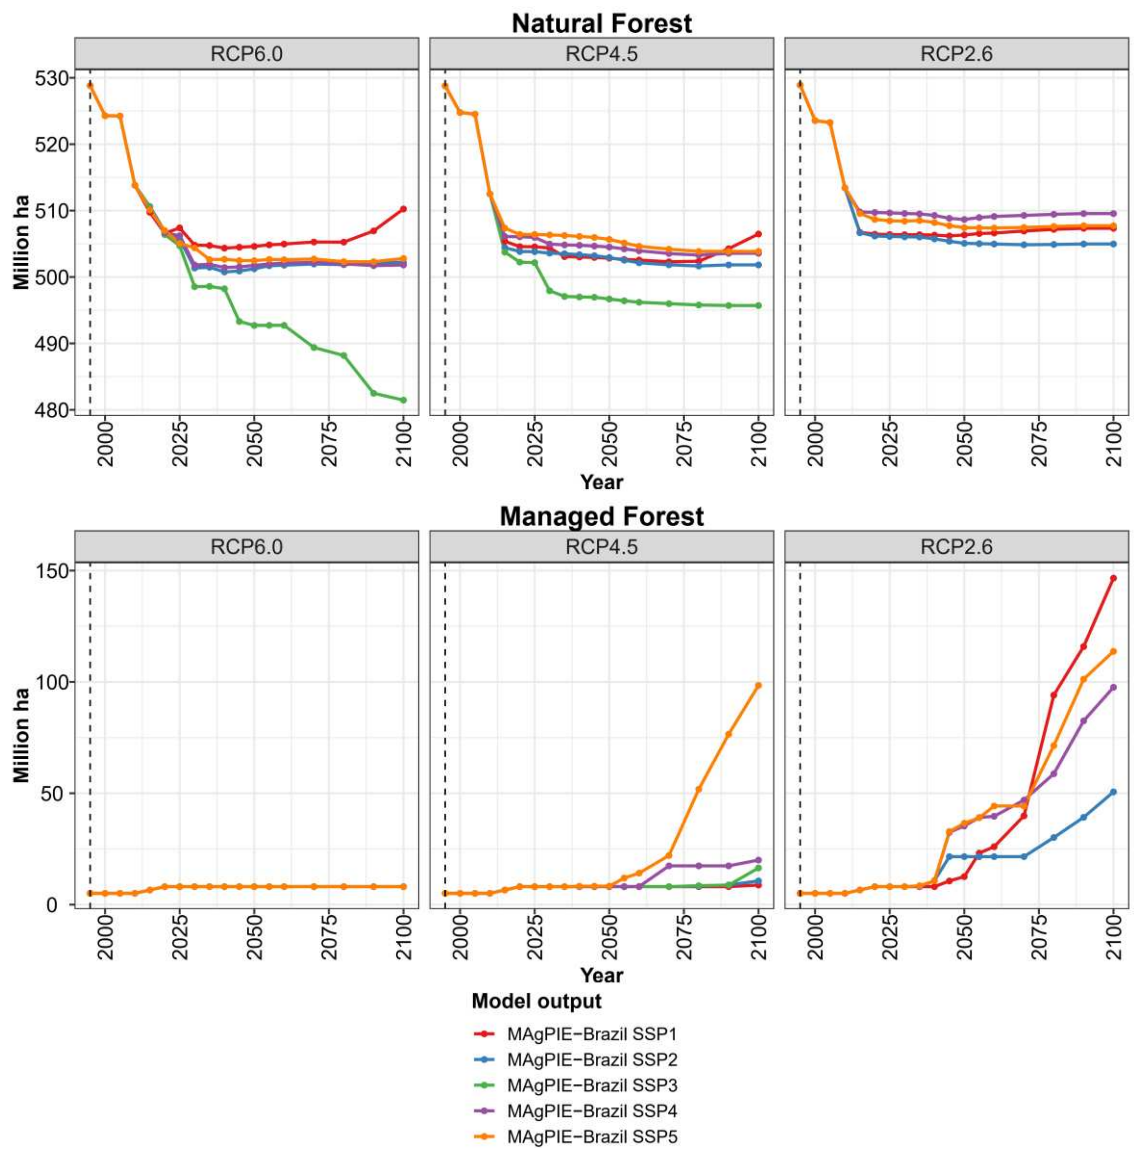 Natural Forest
RCP6.0 RCP4.5 RCP2.6
530
520
510
500
490
480
Million ha
2000 2025 2050 2075 2100 2000 2025 2050 2075 2100 2000 2025 2050 2075 2100
Year
Managed Forest
RCP6.0 RCP4.5 RCP2.6
150
100
50
0
Million ha
2000 2025 2050 2075 2100 2000 2025 2050 2075 2100 2000 2025 2050 2075 2100
Year
Model output
MAgPIE−Brazil SSP1
MAgPIE−Brazil SSP2
MAgPIE−Brazil SSP3
MAgPIE−Brazil SSP4
MAgPIE−Brazil SSP5